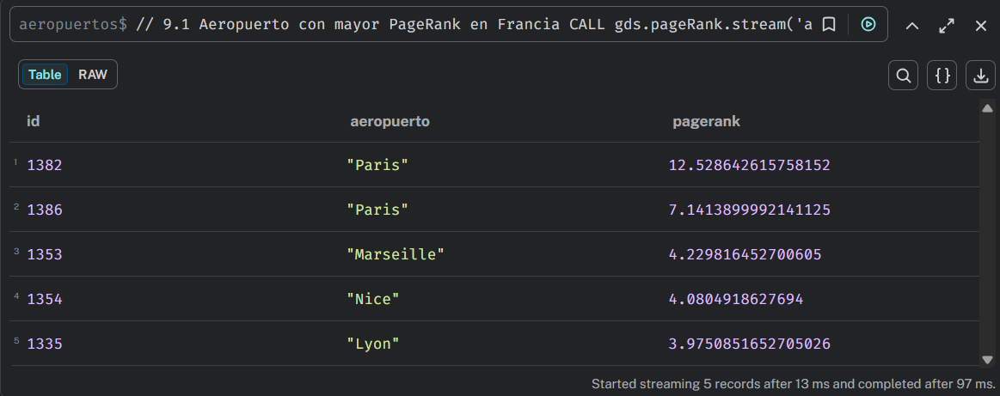 aeropuertos$ // 9.1 Aeropuerto con mayor PageRank en Francia CALL gds.pageRank.stream('a
Table RAW
{}
id aeropuerto pagerank
1 1382 "Paris" 12.528642615758152
2 1386 "Paris" 7.1413899992141125
3 1353 "Marseille" 4.229816452700605
4 1354 "Nice" 4.0804918627694
5 1335 "Lyon" 3.9750851652705026
Started streaming 5 records after 13 ms and completed after 97 ms.